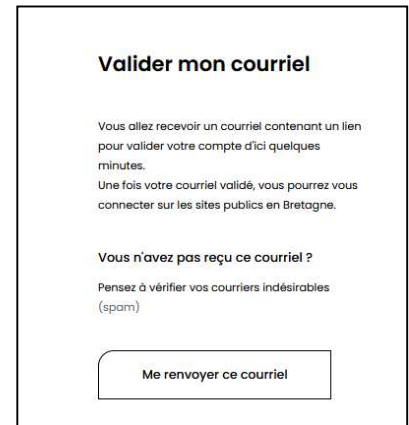 Valider mon courriel
Vous allez recevoir un courriel contenant un lien
pour valider votre compte d'ici quelques
minutes.
Une fois votre courriel validé, vous pourrez vous
connecter sur les sites publics en Bretagne.
Vous n'avez pas reçu ce courriel ?
Pensez à vérifier vos courriers indésirables
(spam)
Me renvoyer ce courriel